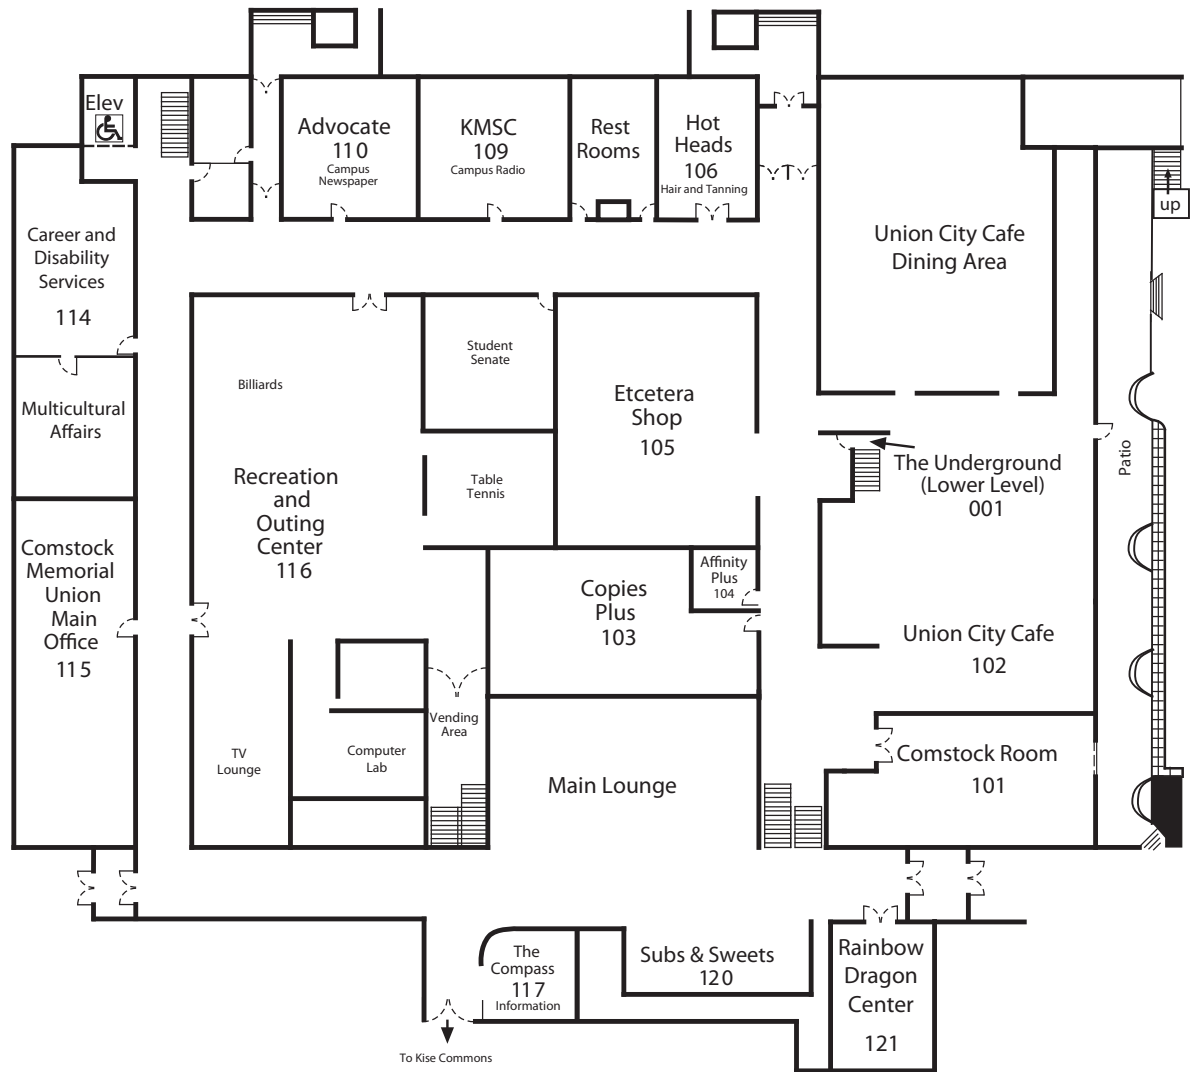 Elev
Advocate
110
Campus
Newspaper
KMSC
109
Campus Radio
Rest
Rooms
Hot
Heads
106
Hair and Tanning
up
Career and
Disability
Services
114
Union City Cafe
Dining Area
Student
Senate
Billiards
Etcetera
Shop
105
Multicultural
Affairs
Recreation
and
Outing
Center
116
Table
Tennis
The Underground
(Lower Level)
001
Patio
Comstock
Memorial
Union
Main
Office
115
Copies
Plus
103
Affinity
Plus
104
Union City Cafe
102
Vending
Area
TV
Lounge
Computer
Lab
Main Lounge
Comstock Room
101
The
Compass
117
Information
Subs & Sweets
120
Rainbow
Dragon
Center
121
To Kise Commons